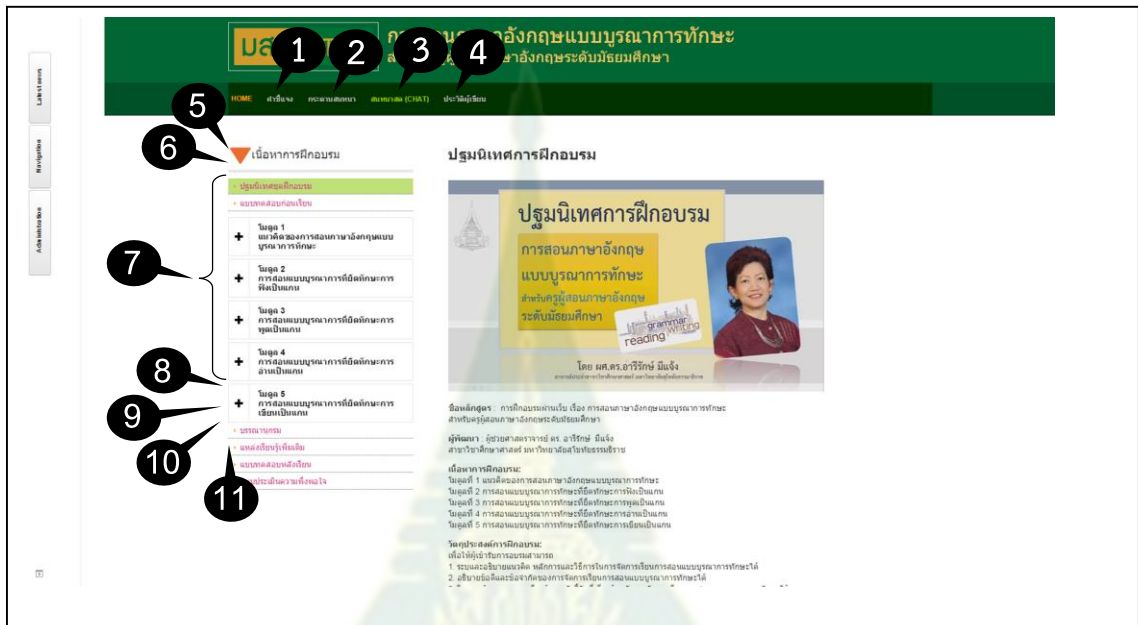 การสอนภาษาอังกฤษแบบบูรณาการทักษะ
ภาษาอังกฤษระดับมัธยมศึกษา
1
2
3
4
HOME คำชี้แจง กระดานสนทนา สนทนาสด (CHAT) ประวัติผู้เรียน
Latest news
Navigation
Administration
5
6
7
8
9
10
11
เนื้อหาการฝึกอบรม
ปฐมนิเทศชุดฝึกอบรม
แบบทดสอบก่อนเรียน
โมดูล 1
แนวคิดของการสอนภาษาอังกฤษแบบ
บูรณาการทักษะ
โมดูล 2
การสอนแบบบูรณาการที่ยึดทักษะการ
ฟังเป็นแกน
โมดูล 3
การสอนแบบบูรณาการที่ยึดทักษะการ
พูดเป็นแกน
โมดูล 4
การสอนแบบบูรณาการที่ยึดทักษะการ
อ่านเป็นแกน
โมดูล 5
การสอนแบบบูรณาการที่ยึดทักษะการ
เขียนเป็นแกน
บรรณานุกรม
แหล่งเรียนรู้เพิ่มเติม
แบบทดสอบหลังเรียน
ประเมินความพึงพอใจ
ปฐมนิเทศการฝึกอบรม
ปฐมนิเทศการฝึกอบรม
การสอนภาษาอังกฤษ
แบบบูรณาการทักษะ
สำหรับครูผู้สอนภาษาอังกฤษ
ระดับมัธยมศึกษา
grammar
reading writing
โดย ผศ.ดร.อารีรักษ์ มีแจ้ง
ชื่อหลักสูตร : การฝึกอบรมผ่านเว็บ เรื่อง การสอนภาษาอังกฤษแบบบูรณาการทักษะ
สำหรับครูผู้สอนภาษาอังกฤษระดับมัธยมศึกษา
ผู้พัฒนา : ผู้ช่วยศาสตราจารย์ ดร. อารีรักษ์ มีแจ้ง
สาขาวิชาศึกษาศาสตร์ มหาวิทยาลัยสุโขทัยธรรมาธิราช
เนื้อหาการฝึกอบรม:
โมดูลที่ 1 แนวคิดของการสอนภาษาอังกฤษแบบบูรณาการทักษะ
โมดูลที่ 2 การสอนแบบบูรณาการทักษะที่ยึดทักษะการฟังเป็นแกน
โมดูลที่ 3 การสอนแบบบูรณาการทักษะที่ยึดทักษะการพูดเป็นแกน
โมดูลที่ 4 การสอนแบบบูรณาการทักษะที่ยึดทักษะการอ่านเป็นแกน
โมดูลที่ 5 การสอนแบบบูรณาการทักษะที่ยึดทักษะการเขียนเป็นแกน
วัตถุประสงค์การฝึกอบรม:
เพื่อให้ผู้เข้ารับการอบรมสามารถ
1. ระบุและอธิบายแนวคิด หลักการและวิธีการในการจัดการเรียนการสอนแบบบูรณาการทักษะได้
2. อธิบายข้อดีและข้อจำกัดของการจัดการเรียนการสอนแบบบูรณาการทักษะได้